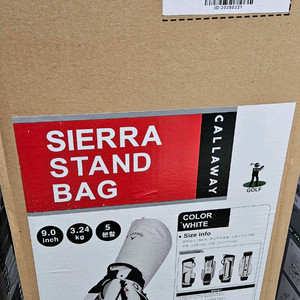 SIERRA
STAND
BAG
CALLAWAY
GOLF
9.0
inch
3.24
kg
5
분할
COLOR
WHITE
Size info